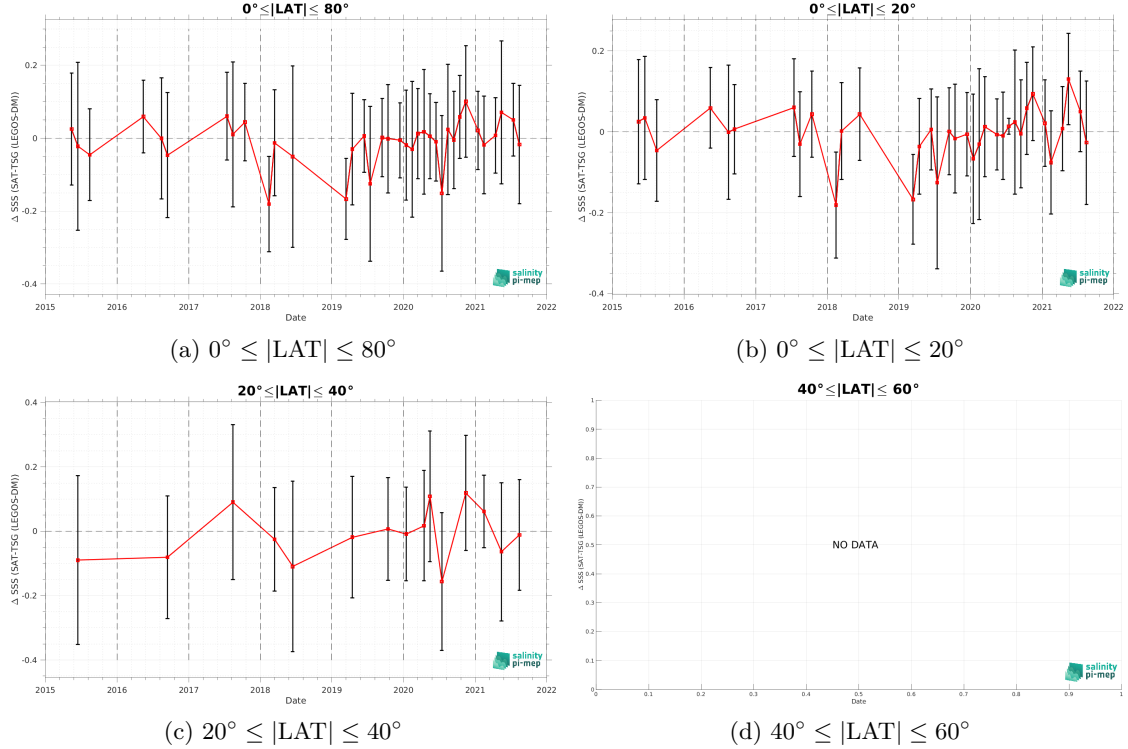 0°≤|LAT|≤ 80°
Δ SSS (SAT-TSG (LEGOS-DM))
0.2
0
-0.2
-0.4
2015 2016 2017 2018 2019 2020 2021 2022
Date
salinity
pi-mep
(a) 0° ≤ |LAT| ≤ 80°
0°≤|LAT|≤ 20°
Δ SSS (SAT-TSG (LEGOS-DM))
0.2
0
-0.2
-0.4
2015 2016 2017 2018 2019 2020 2021 2022
Date
salinity
pi-mep
(b) 0° ≤ |LAT| ≤ 20°
20°≤|LAT|≤ 40°
Δ SSS (SAT-TSG (LEGOS-DM))
0.4
0.2
0
-0.2
-0.4
2015 2016 2017 2018 2019 2020 2021 2022
Date
salinity
pi-mep
(c) 20° ≤ |LAT| ≤ 40°
40°≤|LAT|≤ 60°
Δ SSS (SAT-TSG (LEGOS-DM))
1
0.9
0.8
0.7
0.6
0.5
0.4
0.3
0.2
0.1
0
NO DATA
0 0.1 0.2 0.3 0.4 0.5 0.6 0.7 0.8 0.9 1
Date
salinity
pi-mep
(d) 40° ≤ |LAT| ≤ 60°